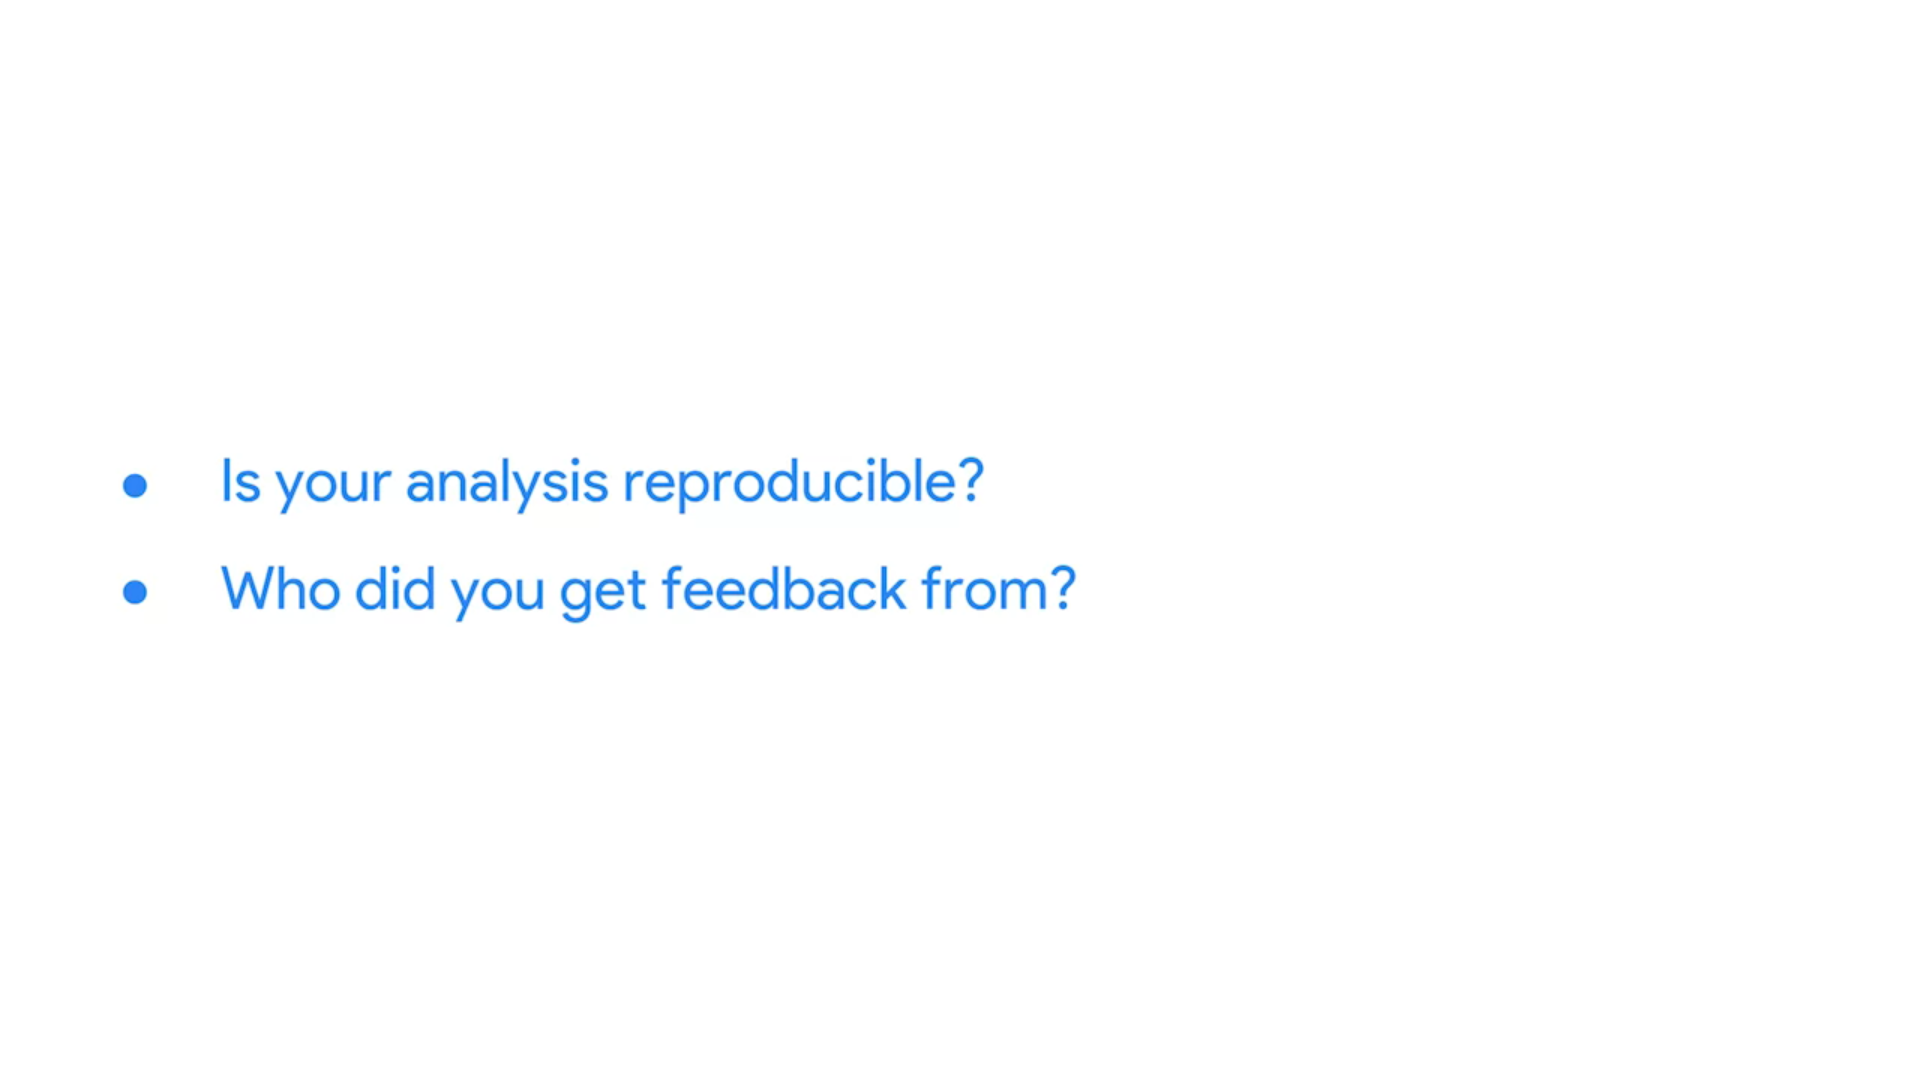 ● Is your analysis reproducible?
● Who did you get feedback from?